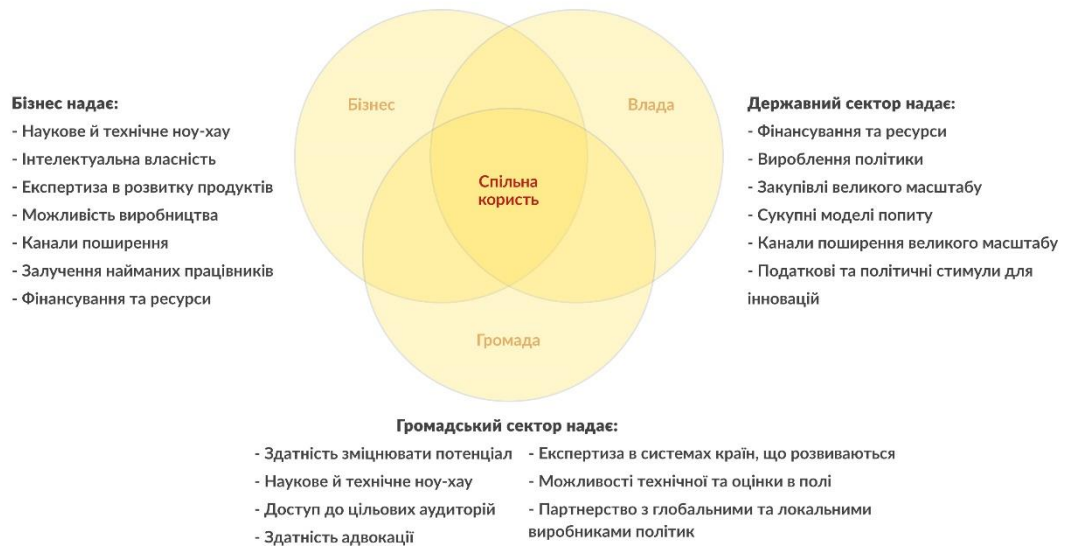 Бізнес
Влада
Спільна
користь
Громада
Бізнес надає:
- Наукове й технічне ноу-хау
- Інтелектуальна власність
- Експертиза в розвитку продуктів
- Можливість виробництва
- Канали поширення
- Залучення найманих працівників
- Фінансування та ресурси
Державний сектор надає:
- Фінансування та ресурси
- Вироблення політики
- Закупівлі великого масштабу
- Сукупні моделі попиту
- Канали поширення великого масштабу
- Податкові та політичні стимули для
інновацій
Громадський сектор надає:
- Здатність зміцнювати потенціал
- Наукове й технічне ноу-хау
- Доступ до цільових аудиторій
- Здатність адвокації
- Експертиза в системах країн, що розвиваються
- Можливості технічної та оцінки в полі
- Партнерство з глобальними та локальними
виробниками політик